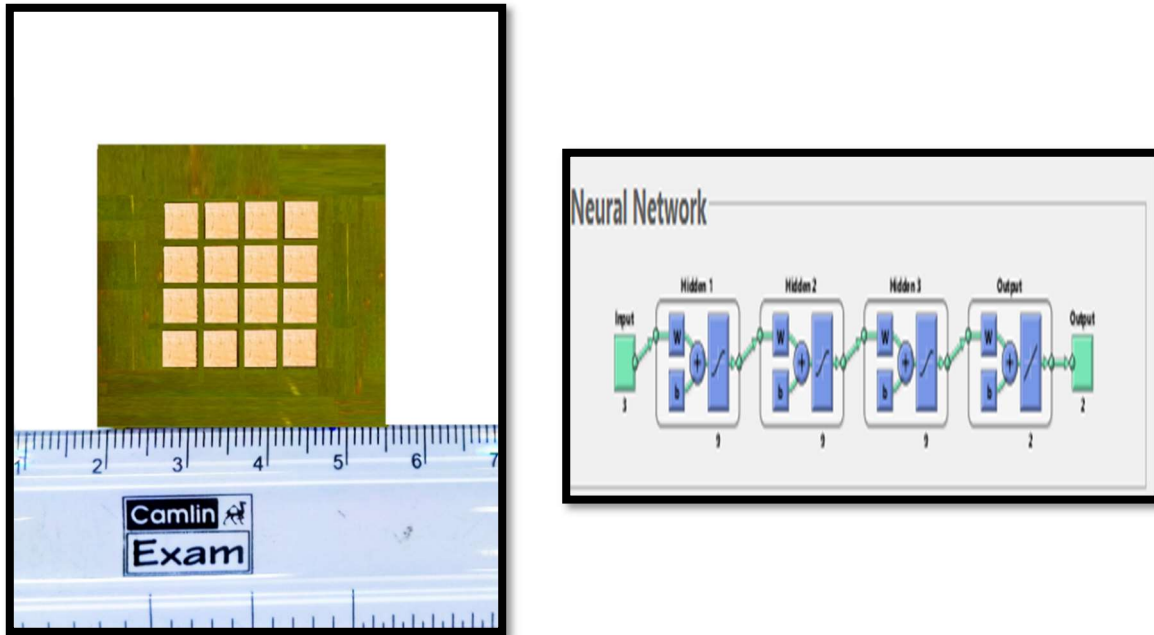 1 2 3 4 5 6 7
Camlin
Exam
Neural Network
Hidden 1 Hidden 2 Hidden 3 Output
Input Output
W W W W
+ + + +
b b b b
3 2
9 9 9 2